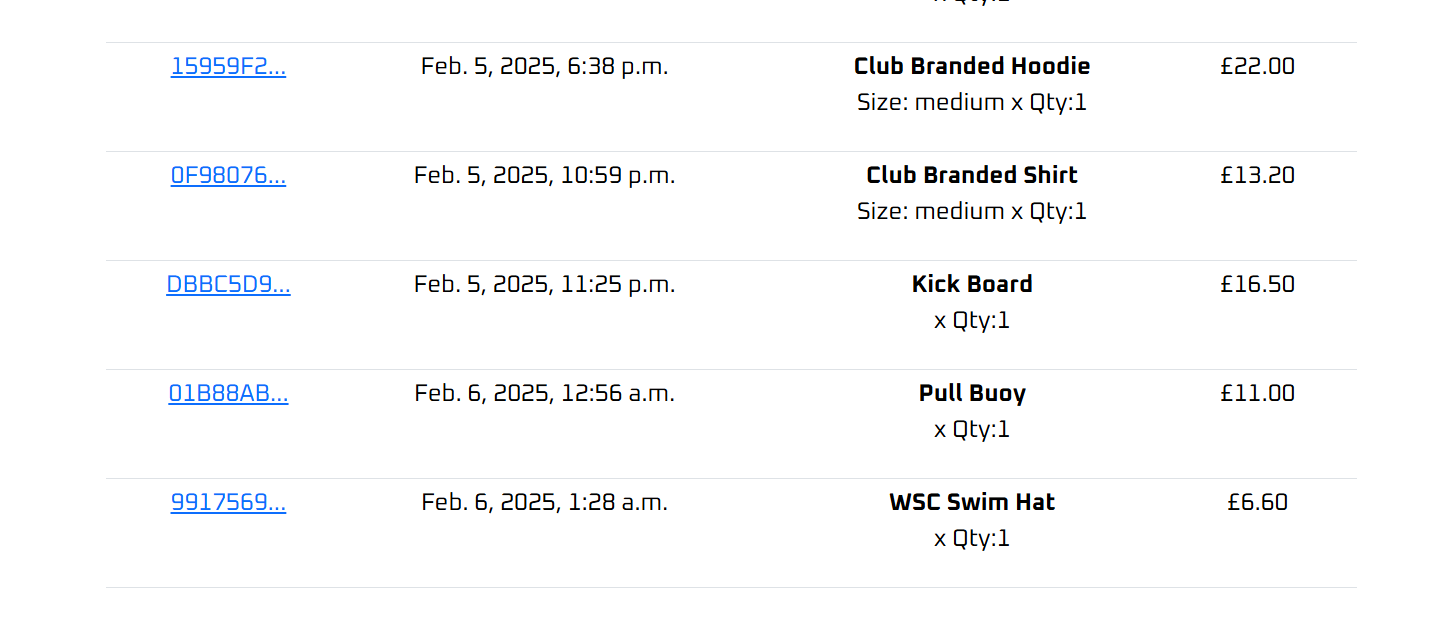 15959F2... Feb. 5, 2025, 6:38 p.m. Club Branded Hoodie £22.00
Size: medium x Qty:1
0F98076... Feb. 5, 2025, 10:59 p.m. Club Branded Shirt £13.20
Size: medium x Qty:1
DBBC5D9... Feb. 5, 2025, 11:25 p.m. Kick Board £16.50
x Qty:1
01B88AB... Feb. 6, 2025, 12:56 a.m. Pull Buoy £11.00
x Qty:1
9917569... Feb. 6, 2025, 1:28 a.m. WSC Swim Hat £6.60
x Qty:1